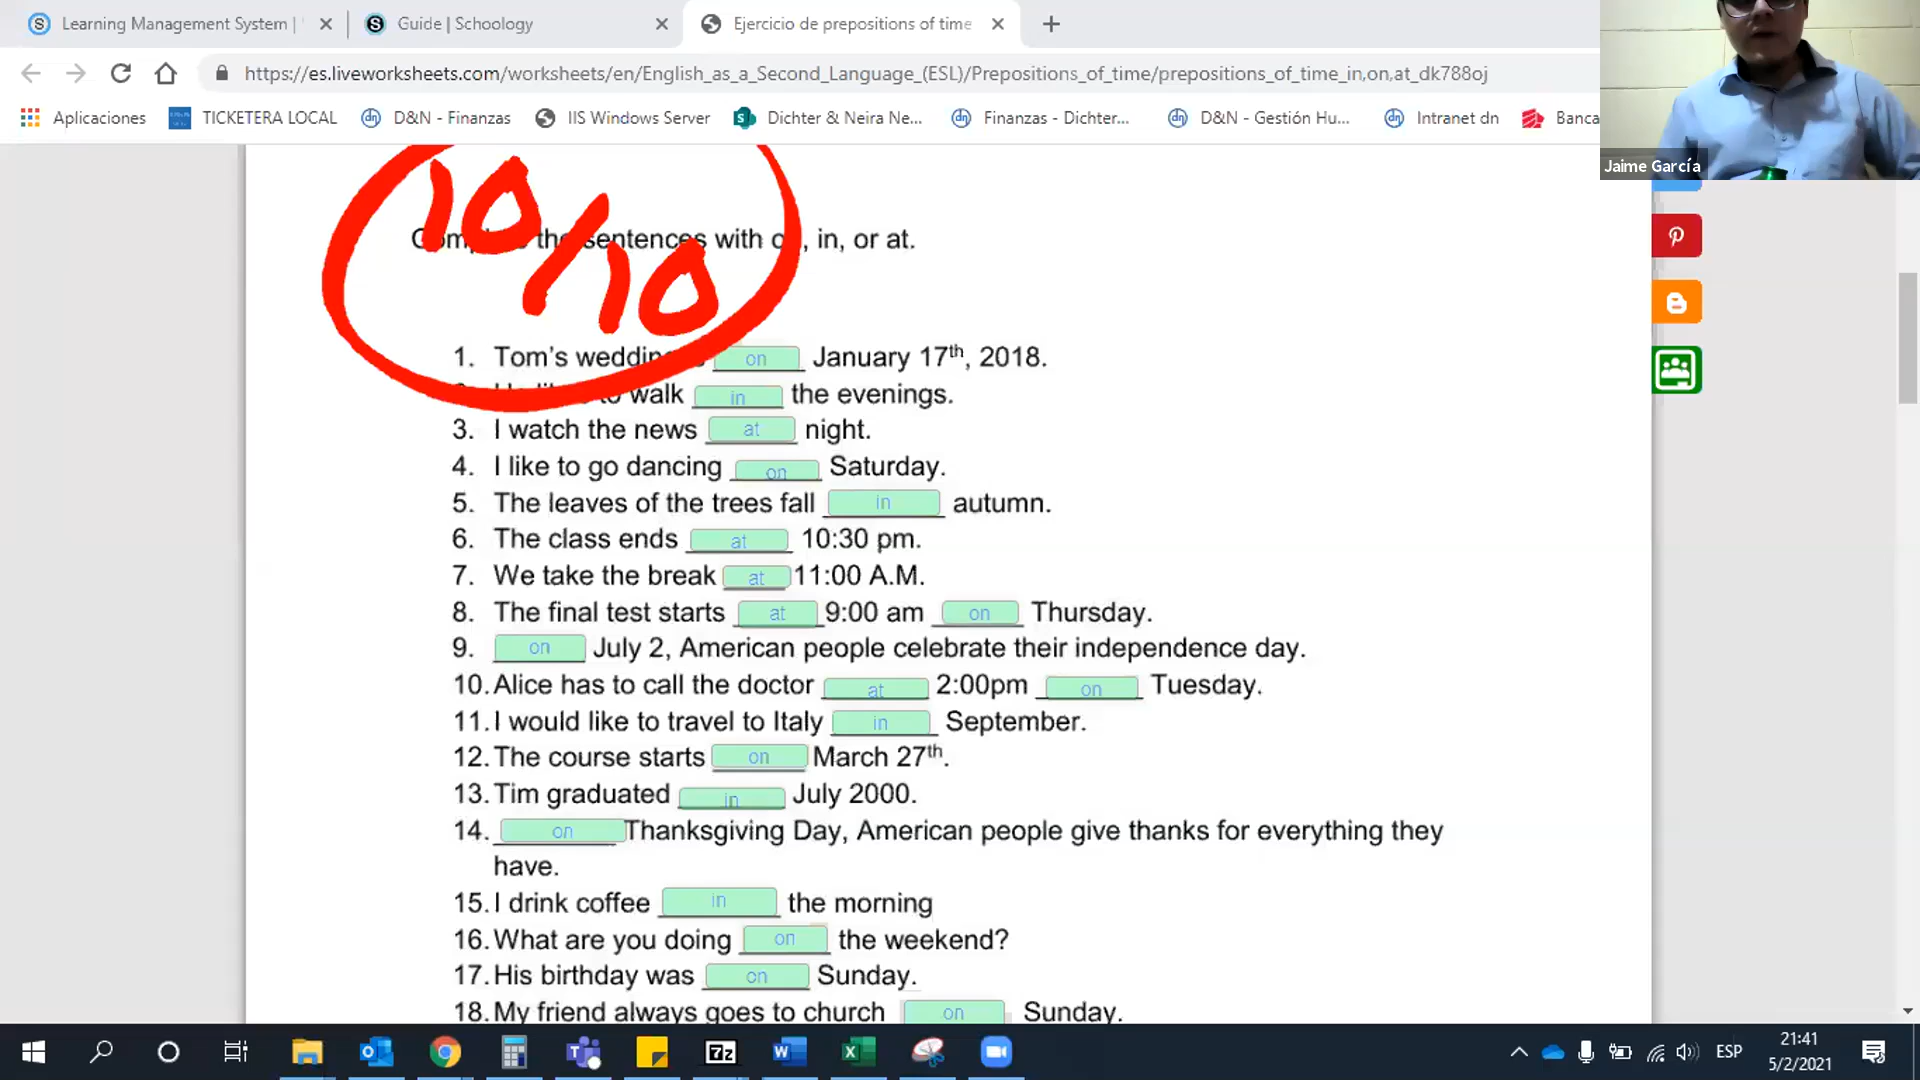 Learning Management System |
Guide | Schoology
Ejercicio de prepositions of time
https://es.liveworksheets.com/worksheets/en/English_as_a_Second_Language_(ESL)/Prepositions_of_time/prepositions_of_time_in,on,at_dk788oj
Aplicaciones TICKETERA LOCAL D&N - Finanzas IIS Windows Server Dichter & Neira Ne... Finanzas - Dichter... D&N - Gestión Hu... Intranet dn Banca
Jaime García
10/10
the sentences with , in, or at.
1. Tom's on January 17th, 2018.
walk in the evenings.
3. I watch the news at night.
4. I like to go dancing on Saturday.
5. The leaves of the trees fall in autumn.
6. The class ends at 10:30 pm.
7. We take the break at 11:00 A.M.
8. The final test starts at 9:00 am on Thursday.
9. on July 2, American people celebrate their independence day.
10. Alice has to call the doctor at 2:00pm on Tuesday.
11. I would like to travel to Italy in September.
12. The course starts on March 27th.
13. Tim graduated in July 2000.
14. on Thanksgiving Day, American people give thanks for everything they
have.
15. I drink coffee in the morning
16. What are you doing on the weekend?
17. His birthday was on Sunday.
18. My friend always goes to church on Sunday.
ESP
21:41
5/2/2021